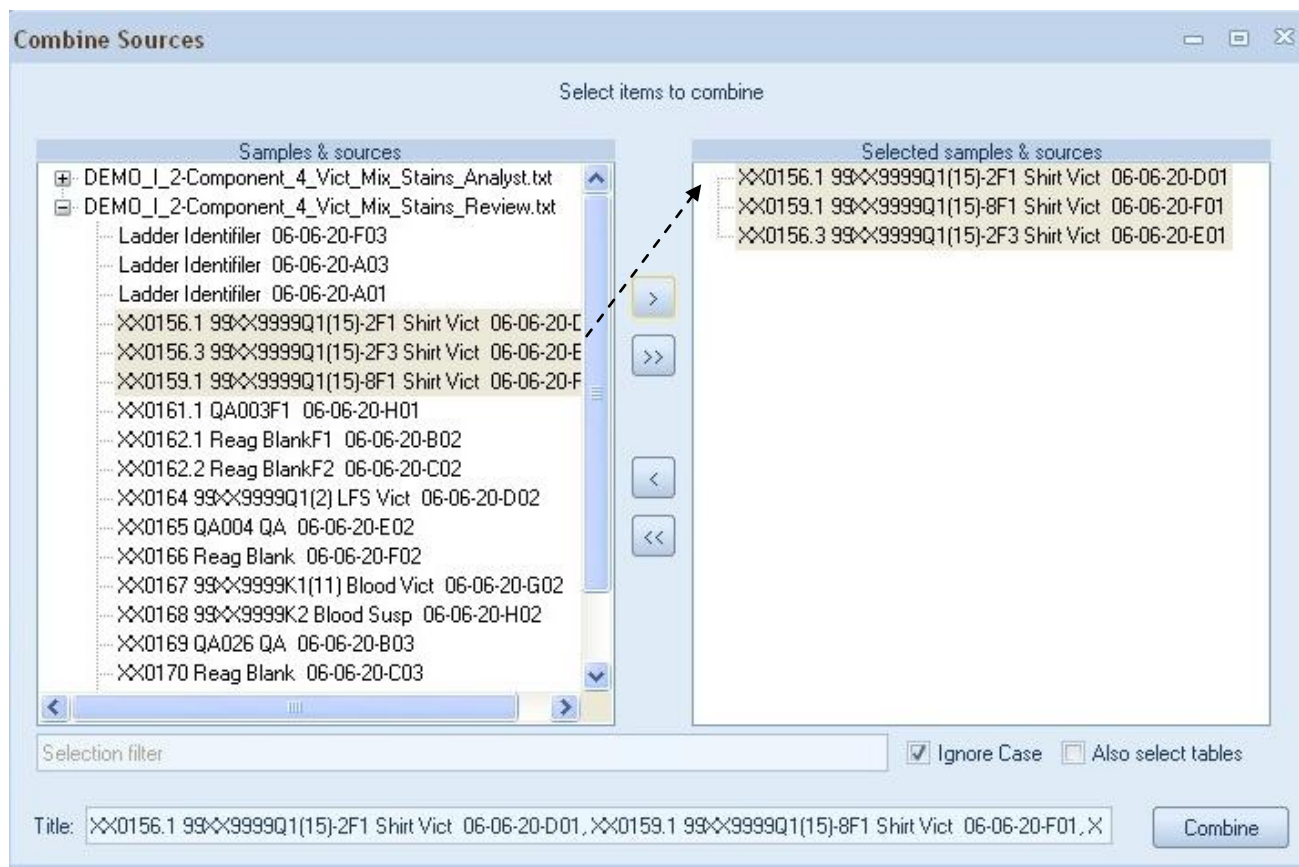 Combine Sources
Select items to combine
Samples & sources
DEMO_I_2-Component_4_Vict_Mix_Stains_Analyst.txt
DEMO_I_2-Component_4_Vict_Mix_Stains_Review.txt
Ladder Identifiler 06-06-20-F03
Ladder Identifiler 06-06-20-A03
Ladder Identifiler 06-06-20-A01
XX0156.1 99XX9999Q1(15)-2F1 Shirt Vict 06-06-20-D
XX0156.3 99XX9999Q1(15)-2F3 Shirt Vict 06-06-20-E
XX0159.1 99XX9999Q1(15)-8F1 Shirt Vict 06-06-20-F
XX0161.1 QA003F1 06-06-20-H01
XX0162.1 Reag BlankF1 06-06-20-B02
XX0162.2 Reag BlankF2 06-06-20-C02
XX0164 99XX9999Q1(2) LFS Vict 06-06-20-D02
XX0165 QA004 QA 06-06-20-E02
XX0166 Reag Blank 06-06-20-F02
XX0167 99XX9999K1(11) Blood Vict 06-06-20-G02
XX0168 99XX9999K2 Blood Susp 06-06-20-H02
XX0169 QA026 QA 06-06-20-B03
XX0170 Reag Blank 06-06-20-C03
>
>>
<
<<
Selected samples & sources
XX0156.1 99XX9999Q1(15)-2F1 Shirt Vict 06-06-20-D01
XX0159.1 99XX9999Q1(15)-8F1 Shirt Vict 06-06-20-F01
XX0156.3 99XX9999Q1(15)-2F3 Shirt Vict 06-06-20-E01
Selection filter
Ignore Case
Also select tables
Title: XX0156.1 99XX9999Q1(15)-2F1 Shirt Vict 06-06-20-D01, XX0159.1 99XX9999Q1(15)-8F1 Shirt Vict 06-06-20-F01, X
Combine